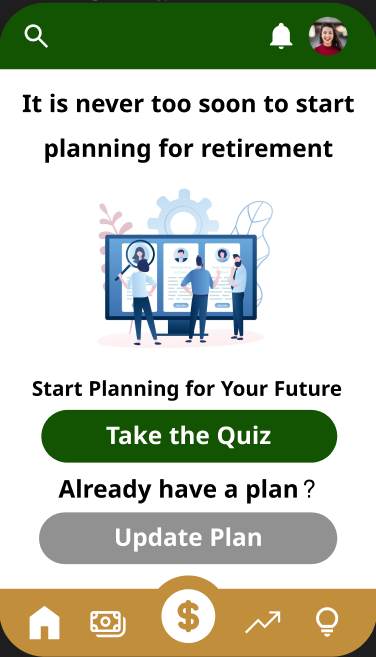 It is never too soon to start
planning for retirement
Start Planning for Your Future
Take the Quiz
Already have a plan?
Update Plan
$